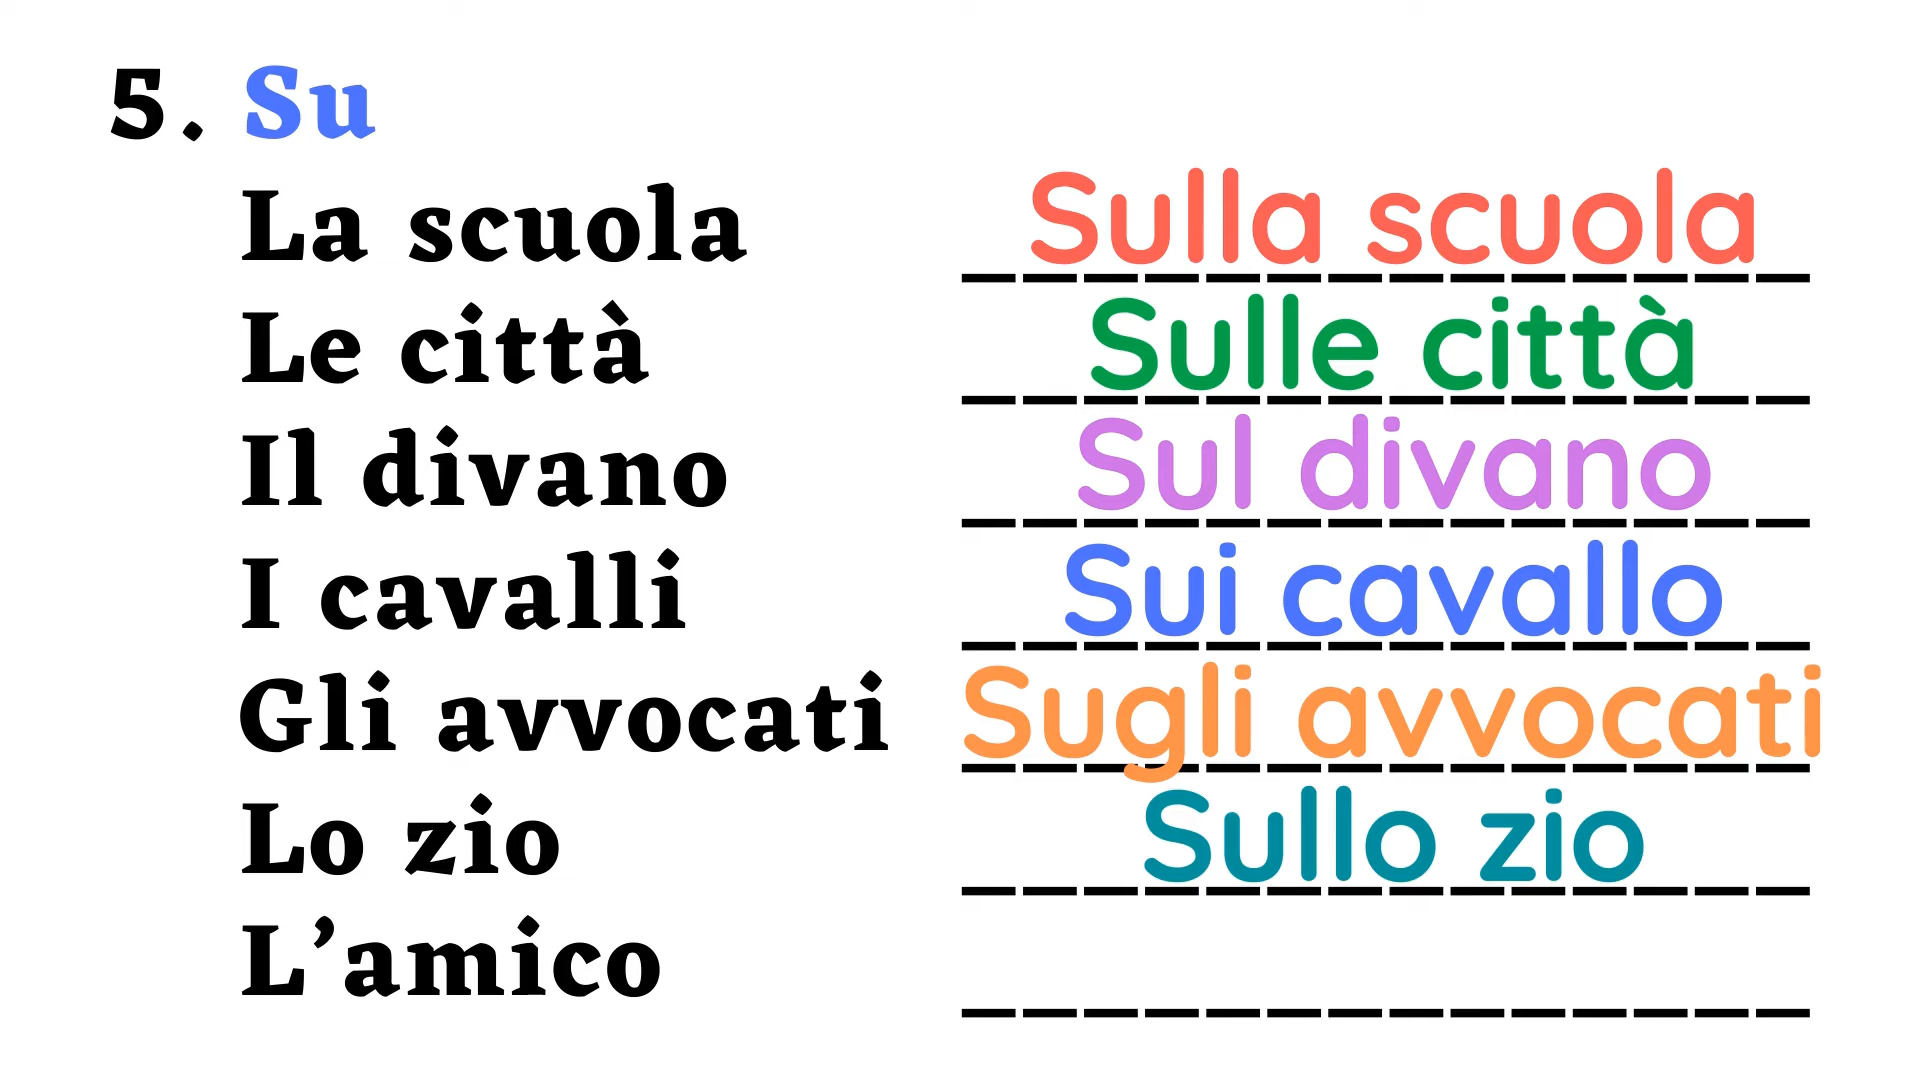 5. Su
La scuola Sulla scuola
Le città Sulle città
Il divano Sul divano
I cavalli Sui cavallo
Gli avvocati Sugli avvocati
Lo zio Sullo zio
L’amico